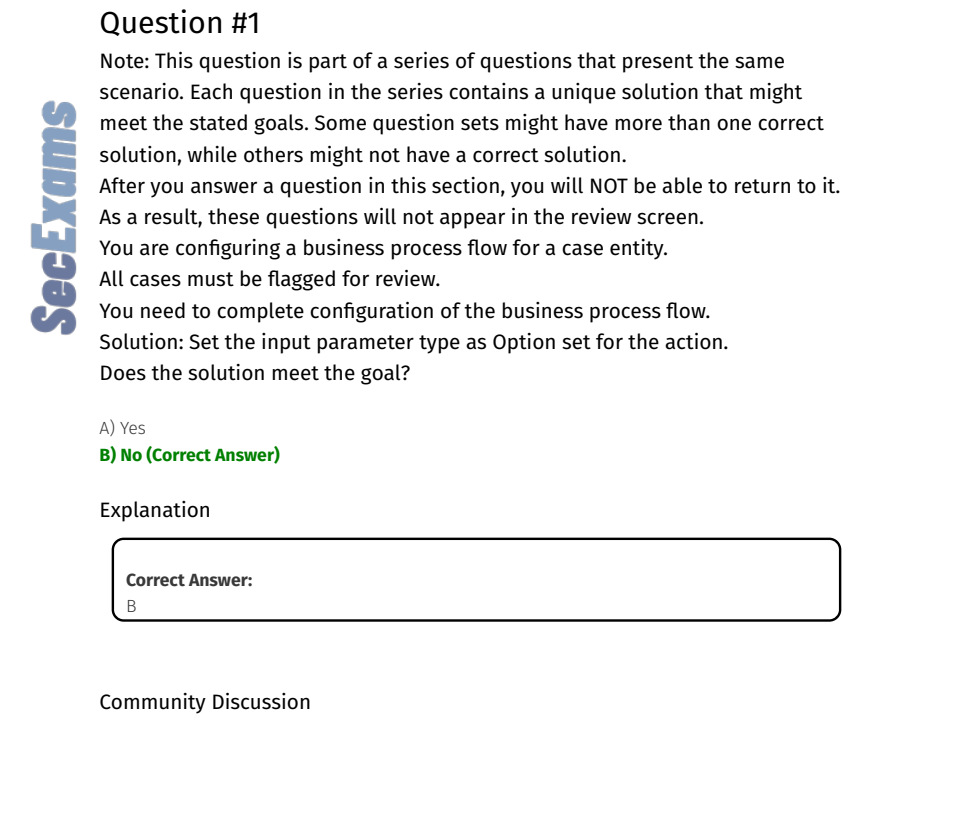 Question #1
Note: This question is part of a series of questions that present the same
scenario. Each question in the series contains a unique solution that might
meet the stated goals. Some question sets might have more than one correct
solution, while others might not have a correct solution.
After you answer a question in this section, you will NOT be able to return to it.
As a result, these questions will not appear in the review screen.
You are configuring a business process flow for a case entity.
All cases must be flagged for review.
You need to complete configuration of the business process flow.
Solution: Set the input parameter type as Option set for the action.
Does the solution meet the goal?
SecExams
A) Yes
B) No (Correct Answer)
Explanation
Correct Answer:
B
Community Discussion